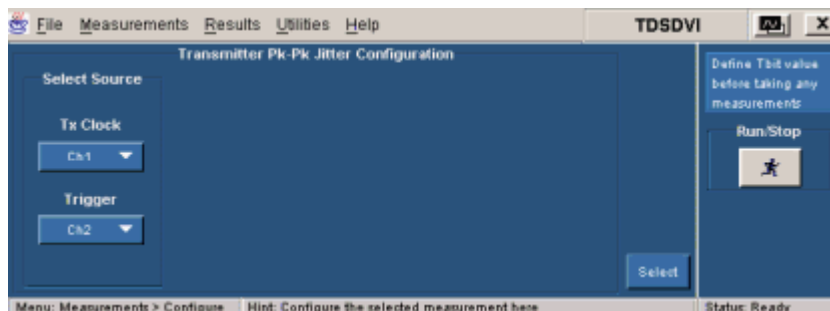 File Measurements Results Utilities Help TDSDVI X
Transmitter Pk-Pk Jitter Configuration
Select Source
Tx Clock
Ch1
Trigger
Ch2
Select
Define Tbit value
before taking any
measurements
Run/Stop
Menu: Measurements > Configure
Hint: Configure the selected measurement here
Status: Ready